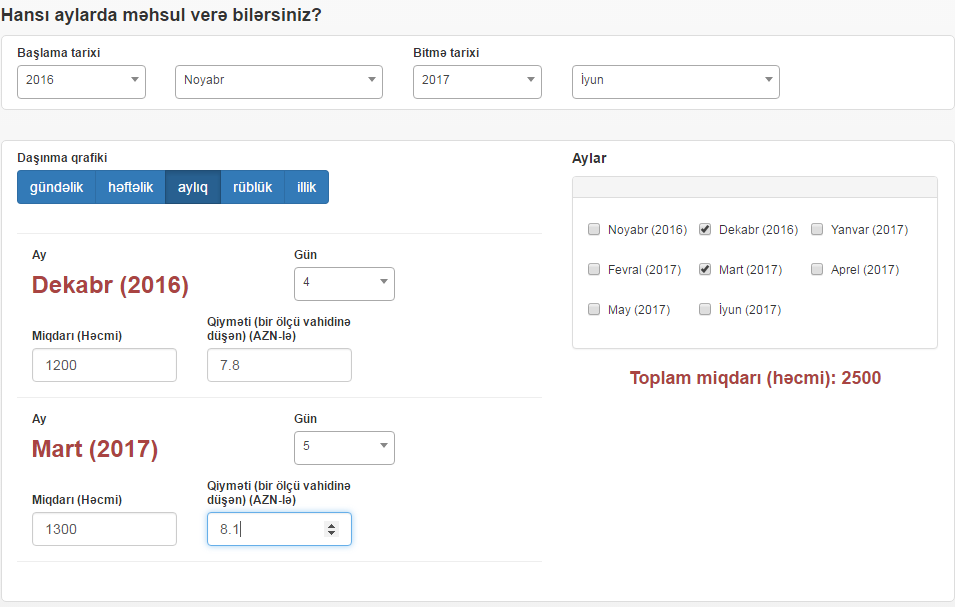 Hansı aylarda məhsul verə bilərsiniz?
Başlama tarixi
Bitmə tarixi
2016
Noyabr
2017
İyun
Daşınma qrafiki
gündəlik həftəlik aylıq rüblük illik
Ay
Gün
Dekabr (2016)
4
Miqdarı (Həcmi)
Qiyməti (bir ölçü vahidinə
düşən) (AZN-lə)
1200
7.8
Ay
Gün
Mart (2017)
5
Miqdarı (Həcmi)
Qiyməti (bir ölçü vahidinə
düşən) (AZN-lə)
1300
8.1
Aylar
Noyabr (2016) Dekabr (2016) Yanvar (2017)
Fevral (2017) Mart (2017) Aprel (2017)
May (2017) İyun (2017)
Toplam miqdarı (həcmi): 2500